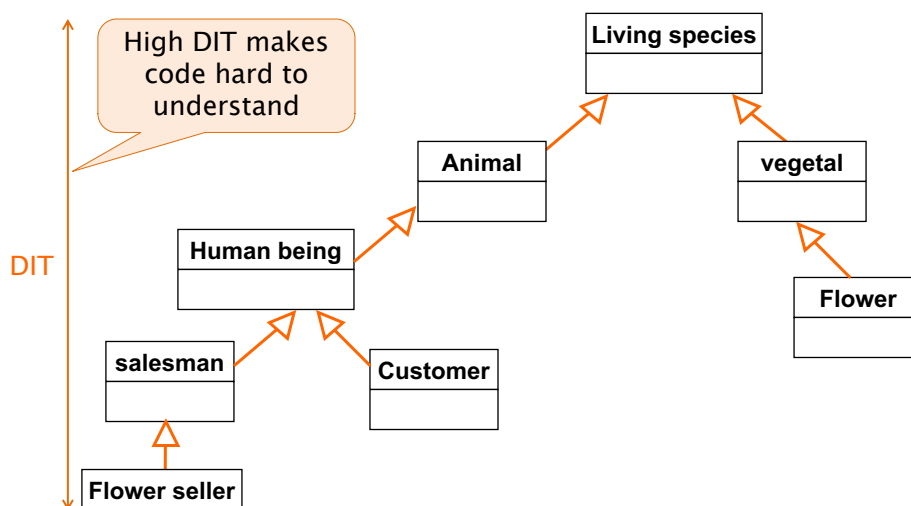 High DIT makes
code hard to
understand
Living species
Animal
vegetal
Human being
DIT
Flower
salesman
Customer
Flower seller